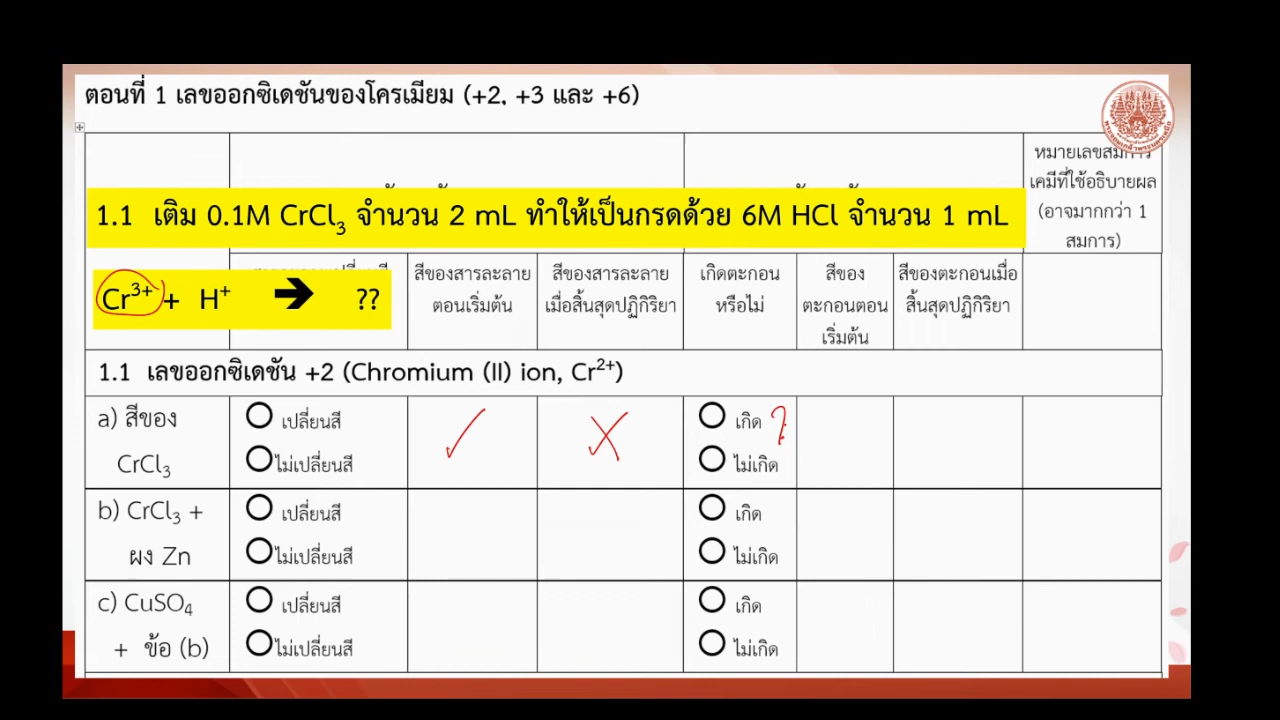 ตอนที่ 1 เลขออกซิเดชันของโครเมียม (+2, +3 และ +6)
หมายเลขสมการ
เคมีที่ใช้อธิบายผล
(อาจมากกว่า 1
สมการ)
1.1 เติม 0.1M CrCl₃ จำนวน 2 mL ทำให้เป็นกรดด้วย 6M HCl จำนวน 1 mL
Cr³⁺ + H⁺ ➔ ??
สีของสารละลาย
ตอนเริ่มต้น
สีของสารละลาย
เมื่อสิ้นสุดปฏิกิริยา
เกิดตะกอน
หรือไม่
สีของ
ตะกอนตอน
เริ่มต้น
สีของตะกอนเมื่อ
สิ้นสุดปฏิกิริยา
1.1 เลขออกซิเดชัน +2 (Chromium (II) ion, Cr²⁺)
a) สีของ
CrCl₃
เปลี่ยนสี
ไม่เปลี่ยนสี
✓
✗
เกิด ?
ไม่เกิด
b) CrCl₃ +
ผง Zn
เปลี่ยนสี
ไม่เปลี่ยนสี
เกิด
ไม่เกิด
c) CuSO₄
+ ข้อ (b)
เปลี่ยนสี
ไม่เปลี่ยนสี
เกิด
ไม่เกิด